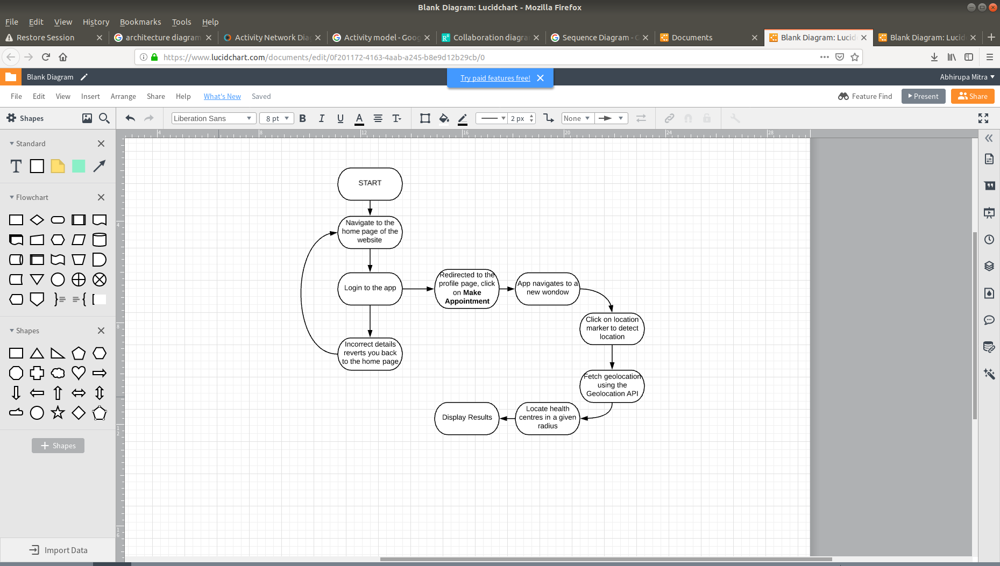 Blank Diagram: Lucidchart - Mozilla Firefox
File Edit View History Bookmarks Tools Help
Restore Session architecture diagram Activity Network Dia Activity model - Goog Collaboration diagra Sequence Diagram - Documents Blank Diagram: Lucid Blank Diagram: Lucid
https://www.lucidchart.com/documents/edit/0f201172-4163-4aab-a245-b8e9d12b29cb/0
Blank Diagram Try paid features free! Abhirupa Mitra
File Edit View Insert Arrange Share Help What's New Saved Feature Find Present Share
Shapes Liberation Sans 8 pt B I U A T 2 px None
4 8 12 16 20 24 28
Standard
T
Flowchart
Shapes
+ Shapes
Import Data
4
8
12
16
START
Navigate to the
home page of the
website
Login to the app
Incorrect details
reverts you back
to the home page
Redirected to the
profile page, click
on Make
Appointment
App navigates to a
new wondow
Click on location
marker to detect
location
Fetch geolocation
using the
Geolocation API
Locate health
centres in a given
radius
Display Results